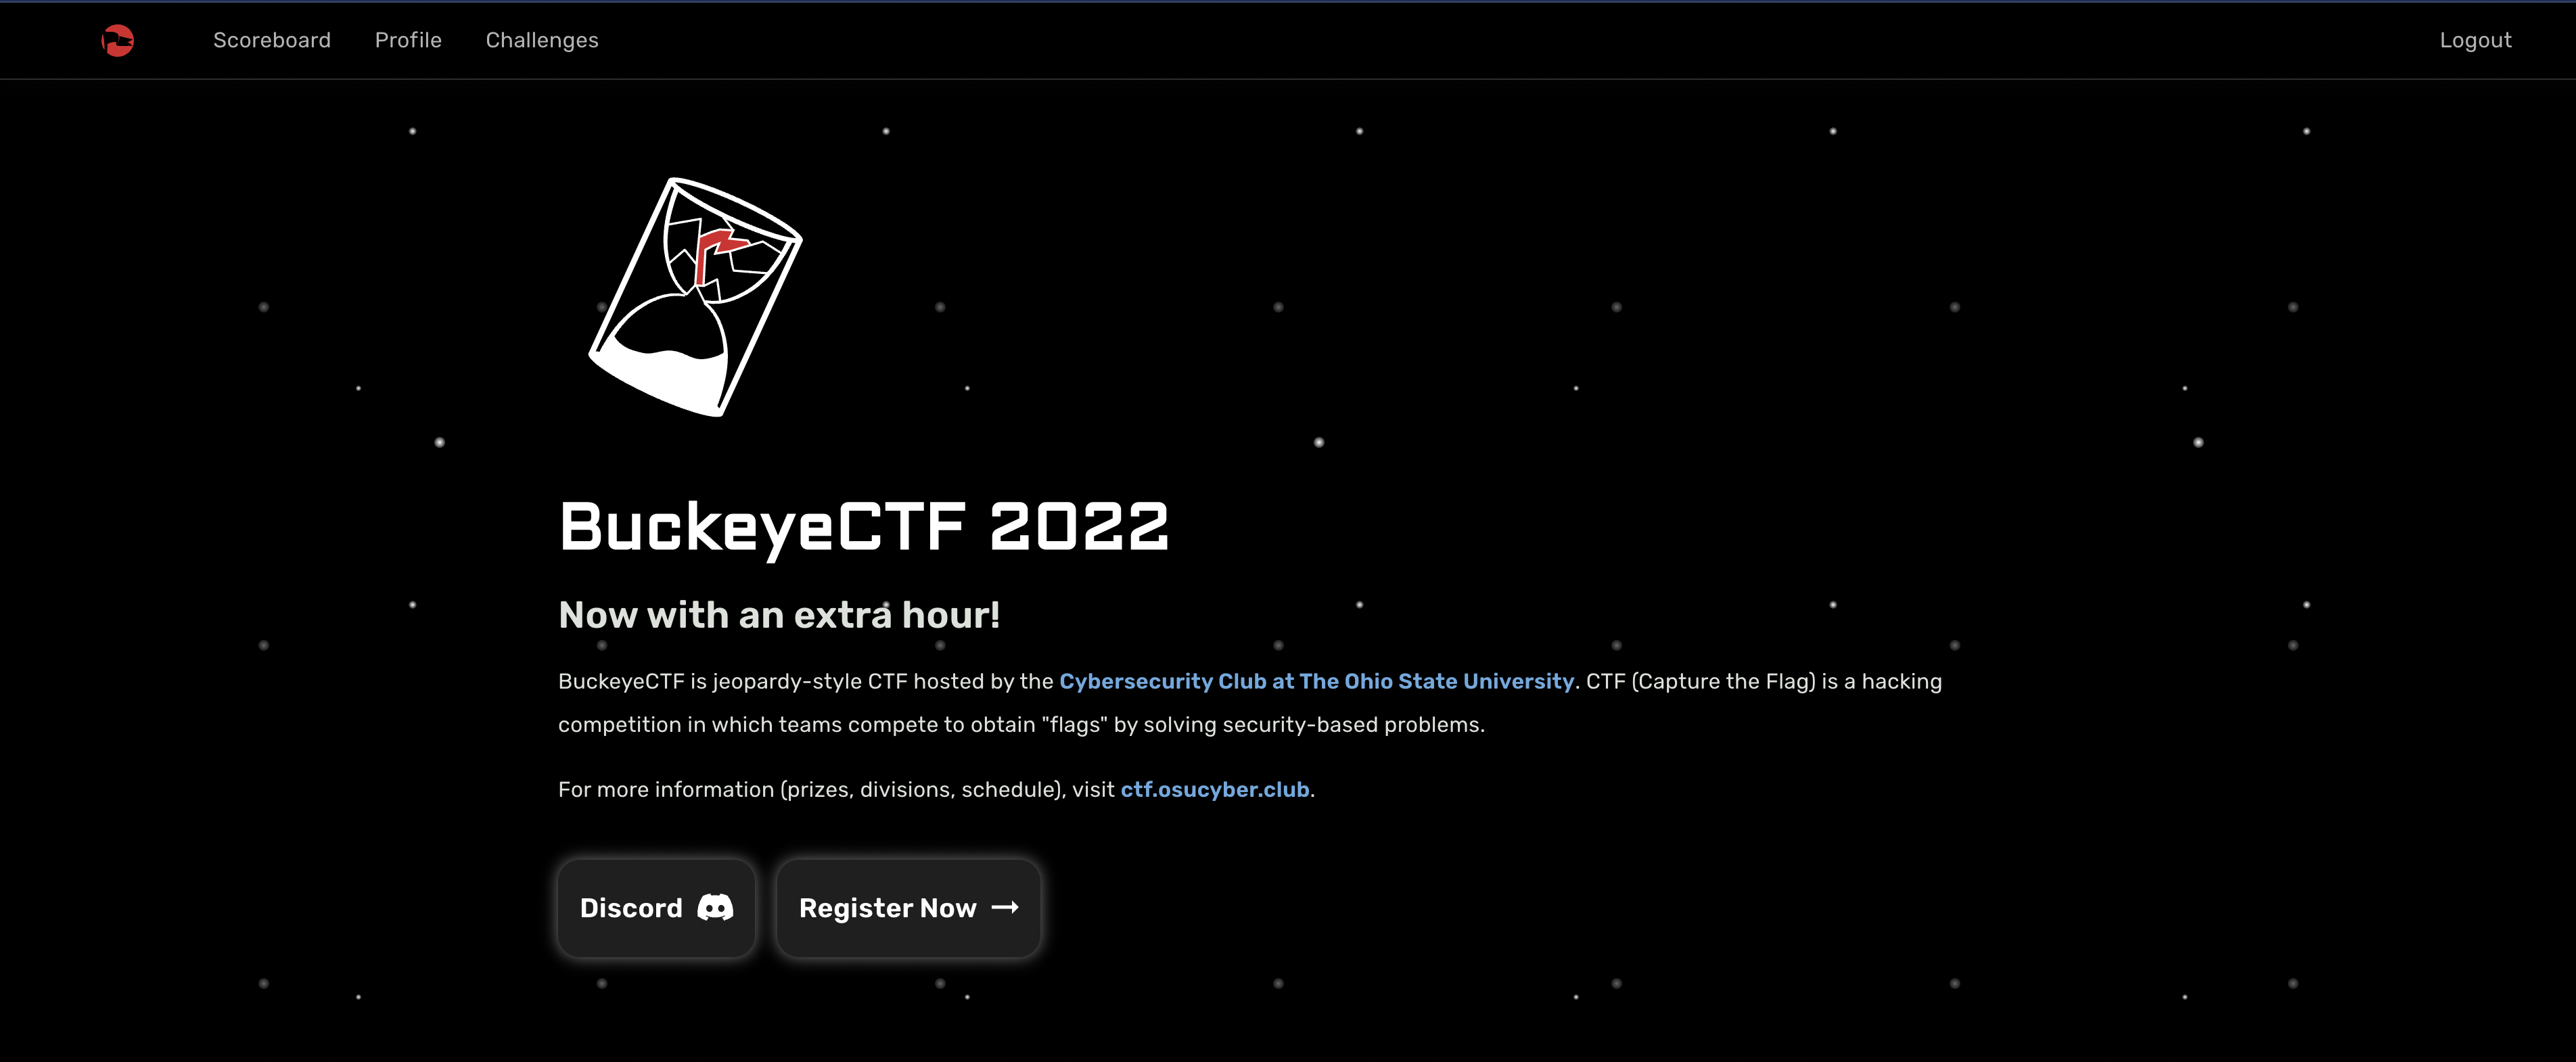 Scoreboard Profile Challenges Logout
BuckeyeCTF 2022
Now with an extra hour!
BuckeyeCTF is jeopardy-style CTF hosted by the Cybersecurity Club at The Ohio State University. CTF (Capture the Flag) is a hacking
competition in which teams compete to obtain "flags" by solving security-based problems.
For more information (prizes, divisions, schedule), visit ctf.osucyber.club.
Discord Register Now →